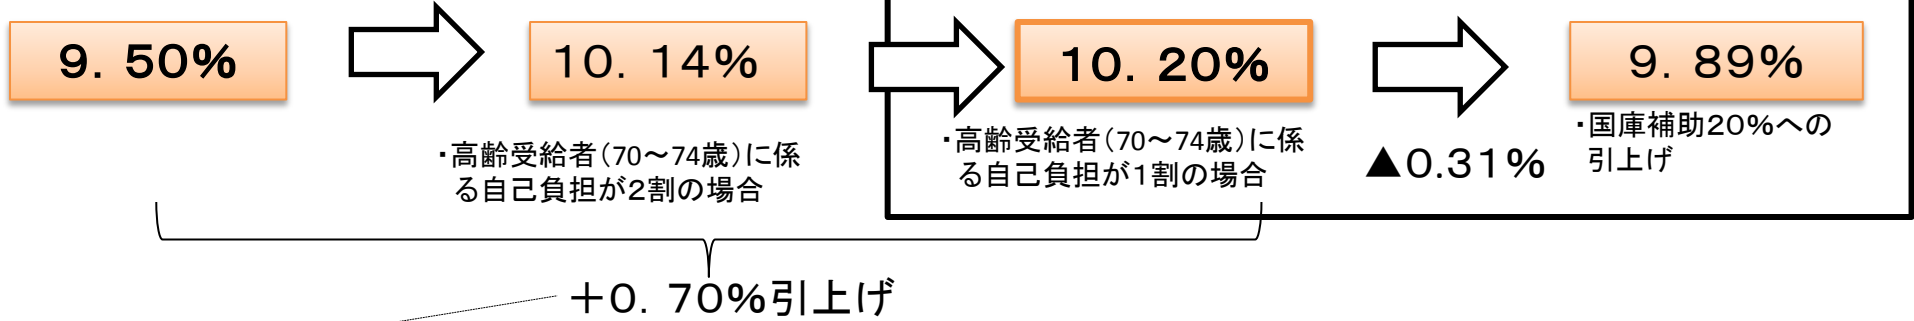 9．50%
10．14%
10．20%
9．89%
・高齢受給者（70～74歳）に係
る自己負担が２割の場合
・高齢受給者（70～74歳）に係
る自己負担が１割の場合
▲0.31%
・国庫補助20%への
引上げ
＋0．70%引上げ